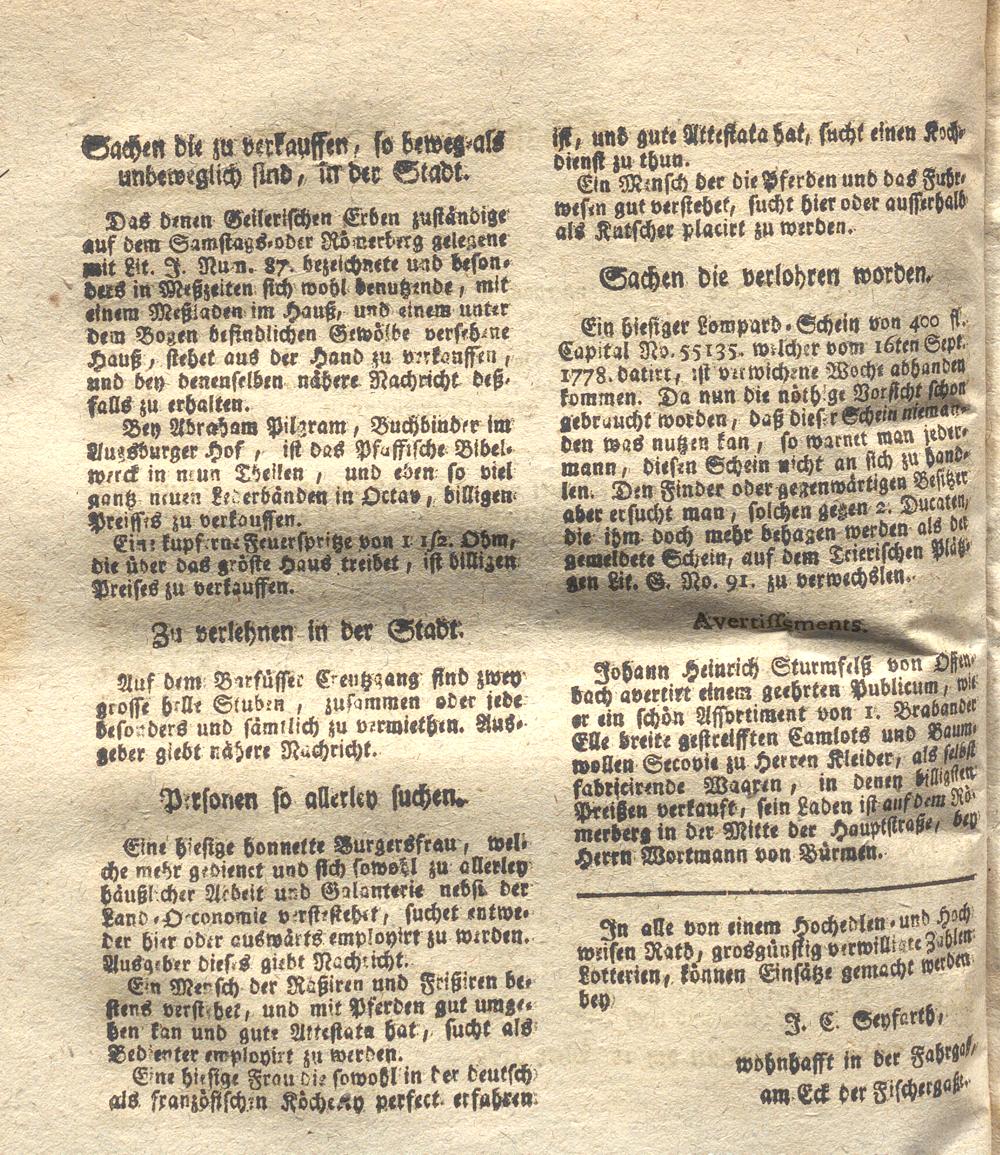 Sachen die zu verkauffen, so beweg-als
unbeweglich sind, in der Stadt.
Das denen Geilerischen Erben zuständige
auf dem Samstags-oder Römerberg gelegene
mit Lit. J. Num. 87. bezeichnete und beson-
ders in Meßzeiten sich wohl benutzende, mit
einem Meßladen im Hauß, und einem unter
dem Bogen befindlichen Gewölbe versehene
Hauß, stehet aus der Hand zu verkauffen,
und bey denenselben nähere Nachricht deß-
falls zu erhalten.
Bey Abraham Pilgram, Buchbinder im
Augsburger Hof, ist das Pfaffische Bibel-
werck in neun Theilen, und eben so viel
gantz neuen Lederbänden in Octav, billigen
Preisses zu verkauffen.
Eine kupferne Feuerspritze von 1 1/2. Ohm,
die über das gröste Haus treibet, ist billigen
Preises zu verkauffen.
Zu verlehnen in der Stadt.
Auf dem Barfüsser Creutzgang sind zwey
grosse helle Stuben, zusammen oder jede
besonders und sämtlich zu vermiethen. Aus-
geber giebt nähere Nachricht.
Personen so allerley suchen.
Eine hiesige honnette Burgersfrau, wel-
che mehr gedienet und sich sowohl zu allerley
häußlicher Arbeit und Galanterie nebst der
Land-Oeconomie verstestehet, suchet entwe-
der hier oder auswärts employirt zu werden.
Ausgeber dieses giebt Nachricht.
Ein Mensch der Raßiren und Frißiren be-
stens verstehet, und mit Pferden gut umge-
hen kan und gute Attestata hat, sucht als
Bedienter employirt zu werden.
Eine hiesige Frau die sowohl in der deutsch
als französischen Köcherey perfect erfahren
ist, und gute Attestata hat, sucht einen Koch-
dienst zu thun.
Ein Mensch der die Pferden und das Fuhr-
wesen gut verstehet, sucht hier oder ausserhalb
als Kutscher placirt zu werden.
Sachen die verlohren worden.
Ein hiesiger Lompard-Schein von 400 fl.
Capital No. 55135. welcher vom 16ten Sept.
1778. datirt, ist verwichene Woche abhanden
kommen. Da nun die nöthige Vorsicht schon
gebraucht worden, daß dieser Schein nieman-
den was nutzen kan, so warnet man jeder-
mann, diesen Schein nicht an sich zu hand-
len. Den Finder oder gegenwärtigen Besitzer
aber ersucht man, solchen gegen 2. Ducaten,
die ihm doch mehr behagen werden als der
gemeldete Schein, auf dem Trierischen Plätz-
gen Lit. G. No. 91. zu verwechslen.
Avertissements.
Johann Heinrich Sturmfelß von Offen-
bach avertirt einem geehrten Publicum, wie
er ein schön Assortiment von 1. Brabander
Elle breite gestreifften Camlots und Baum-
wollen Secovie zu Herren Kleider, als selbst
fabricirende Waaren, in denen billigsten
Preißen verkauft, sein Laden ist auf dem Rö-
merberg in der Mitte der Hauptstraße, bey
Herrn Wortmann von Bürmen.
In alle von einem Hochedlen-und Hoch
weisen Rath, grosgünstig verwilligte Zahlen
Lotterien, können Einsätze gemacht werden
bey
J. C. Seyfarth,
wohnhafft in der Fahrgaß,
am Eck der Fischergaße.